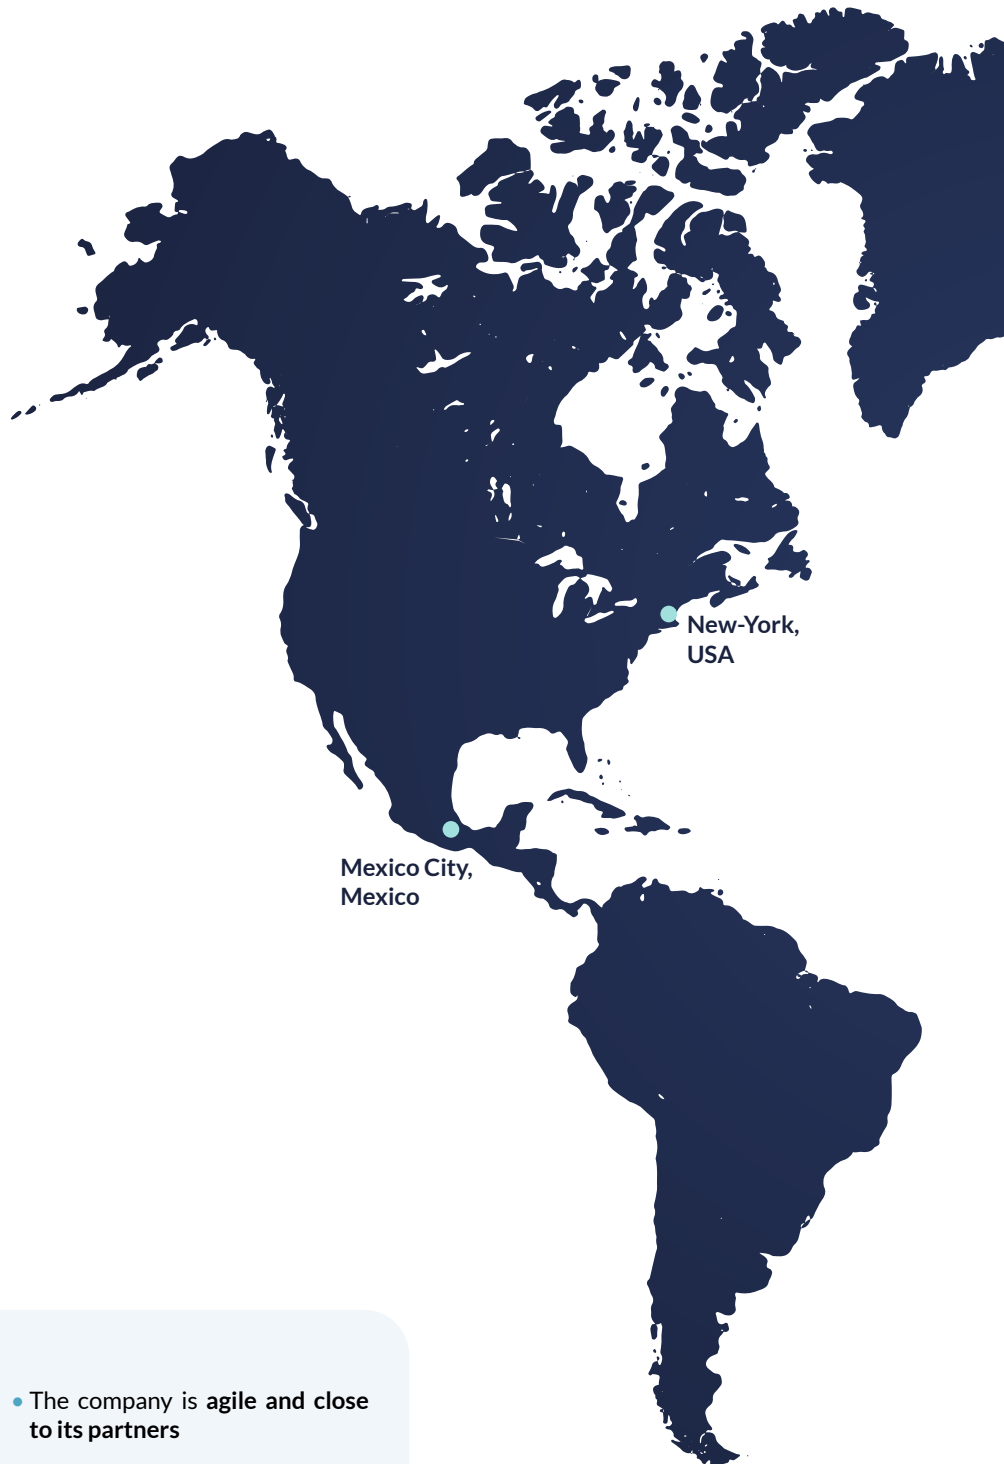 New-York,
USA
Mexico City,
Mexico
• The company is agile and close
to its partners